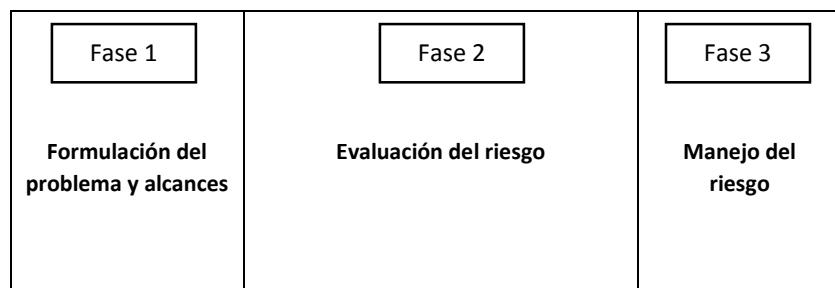 Fase 1
Fase 2
Fase 3
Formulación del
problema y alcances
Evaluación del riesgo
Manejo del
riesgo